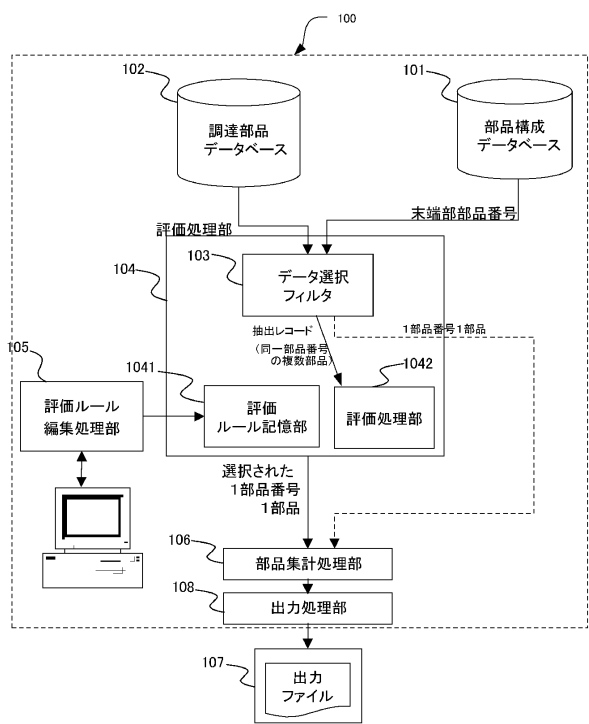 100
102
101
調達部品
データベース
部品構成
データベース
末端部部品番号
評価処理部
103
104
データ選択
フィルタ
抽出レコード
（同一部品番号
の複数部品）
1部品番号1部品
105
1041
1042
評価ルール
編集処理部
評価
ルール記憶部
評価処理部
選択された
1部品番号
1部品
106
部品集計処理部
108
出力処理部
107
出力
ファイル